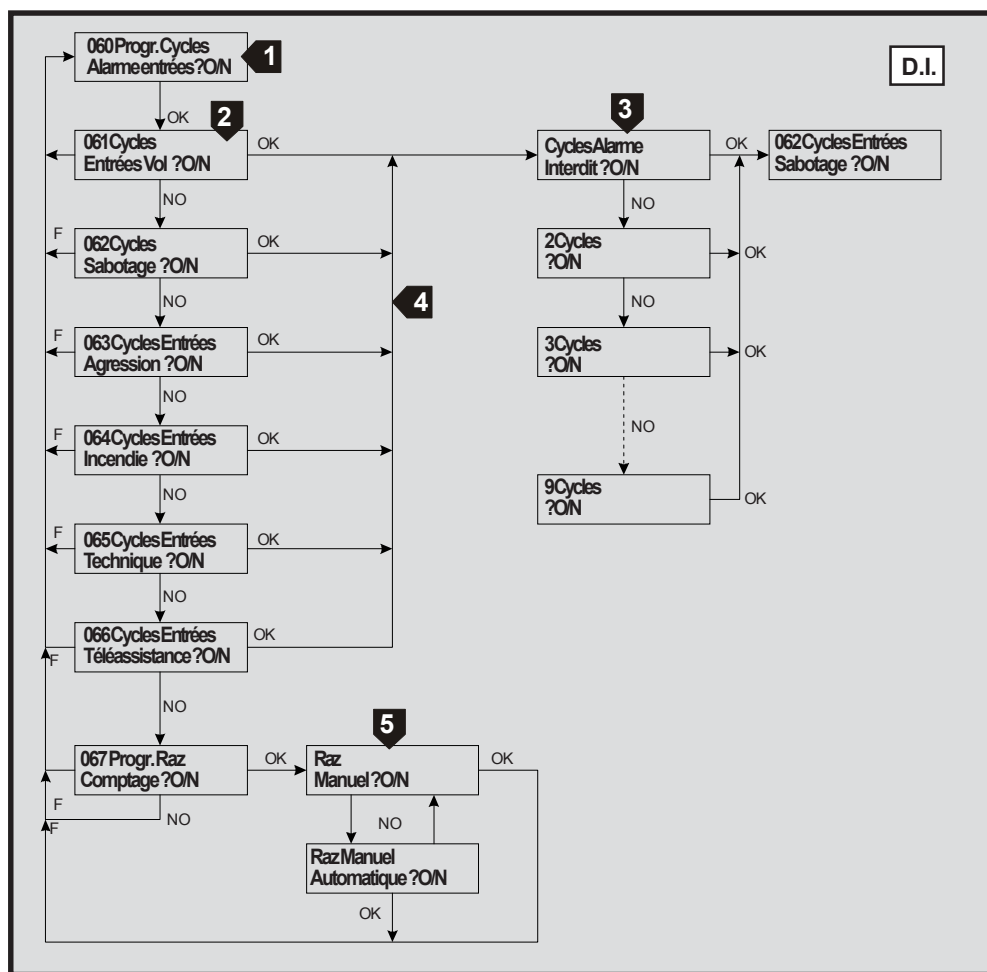 060 Progr. Cycles
Alarme entrées ?O/N
1
D.I.
OK
2
3
061 Cycles
Entrées Vol ?O/N
OK
Cycles Alarme
Interdit ?O/N
OK
062 Cycles Entrées
Sabotage ?O/N
NO
NO
F
062 Cycles
Sabotage ?O/N
OK
2 Cycles
?O/N
OK
NO
4
NO
F
063 Cycles Entrées
Agression ?O/N
OK
3 Cycles
?O/N
OK
NO
NO
F
064 Cycles Entrées
Incendie ?O/N
OK
9 Cycles
?O/N
OK
NO
F
065 Cycles Entrées
Technique ?O/N
OK
NO
066 Cycles Entrées
Téléassistance ?O/N
OK
F
NO
5
067 Progr. Raz
Comptage ?O/N
OK
Raz
Manuel ?O/N
OK
F
NO
F
NO
Raz Manuel
Automatique ?O/N
OK